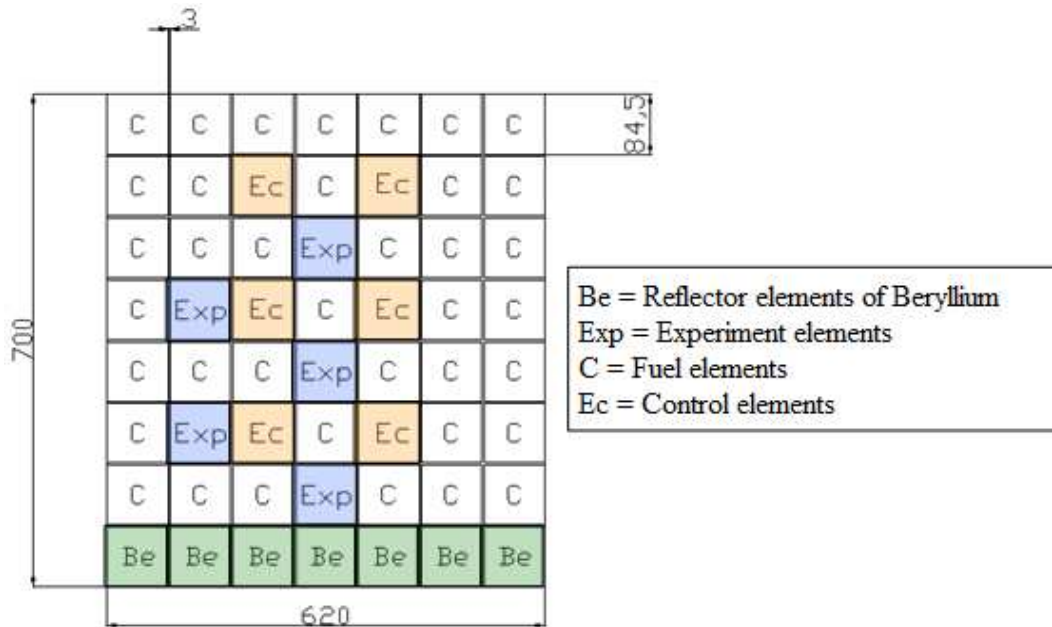 3
C C C C C C C
84,5
C C Ec C Ec C C
C C C Exp C C C
Be = Reflector elements of Beryllium
C Exp Ec C Ec C C
Exp = Experiment elements
700
C = Fuel elements
C C C Exp C C C
Ec = Control elements
C Exp Ec C Ec C C
C C C Exp C C C
Be Be Be Be Be Be Be
620